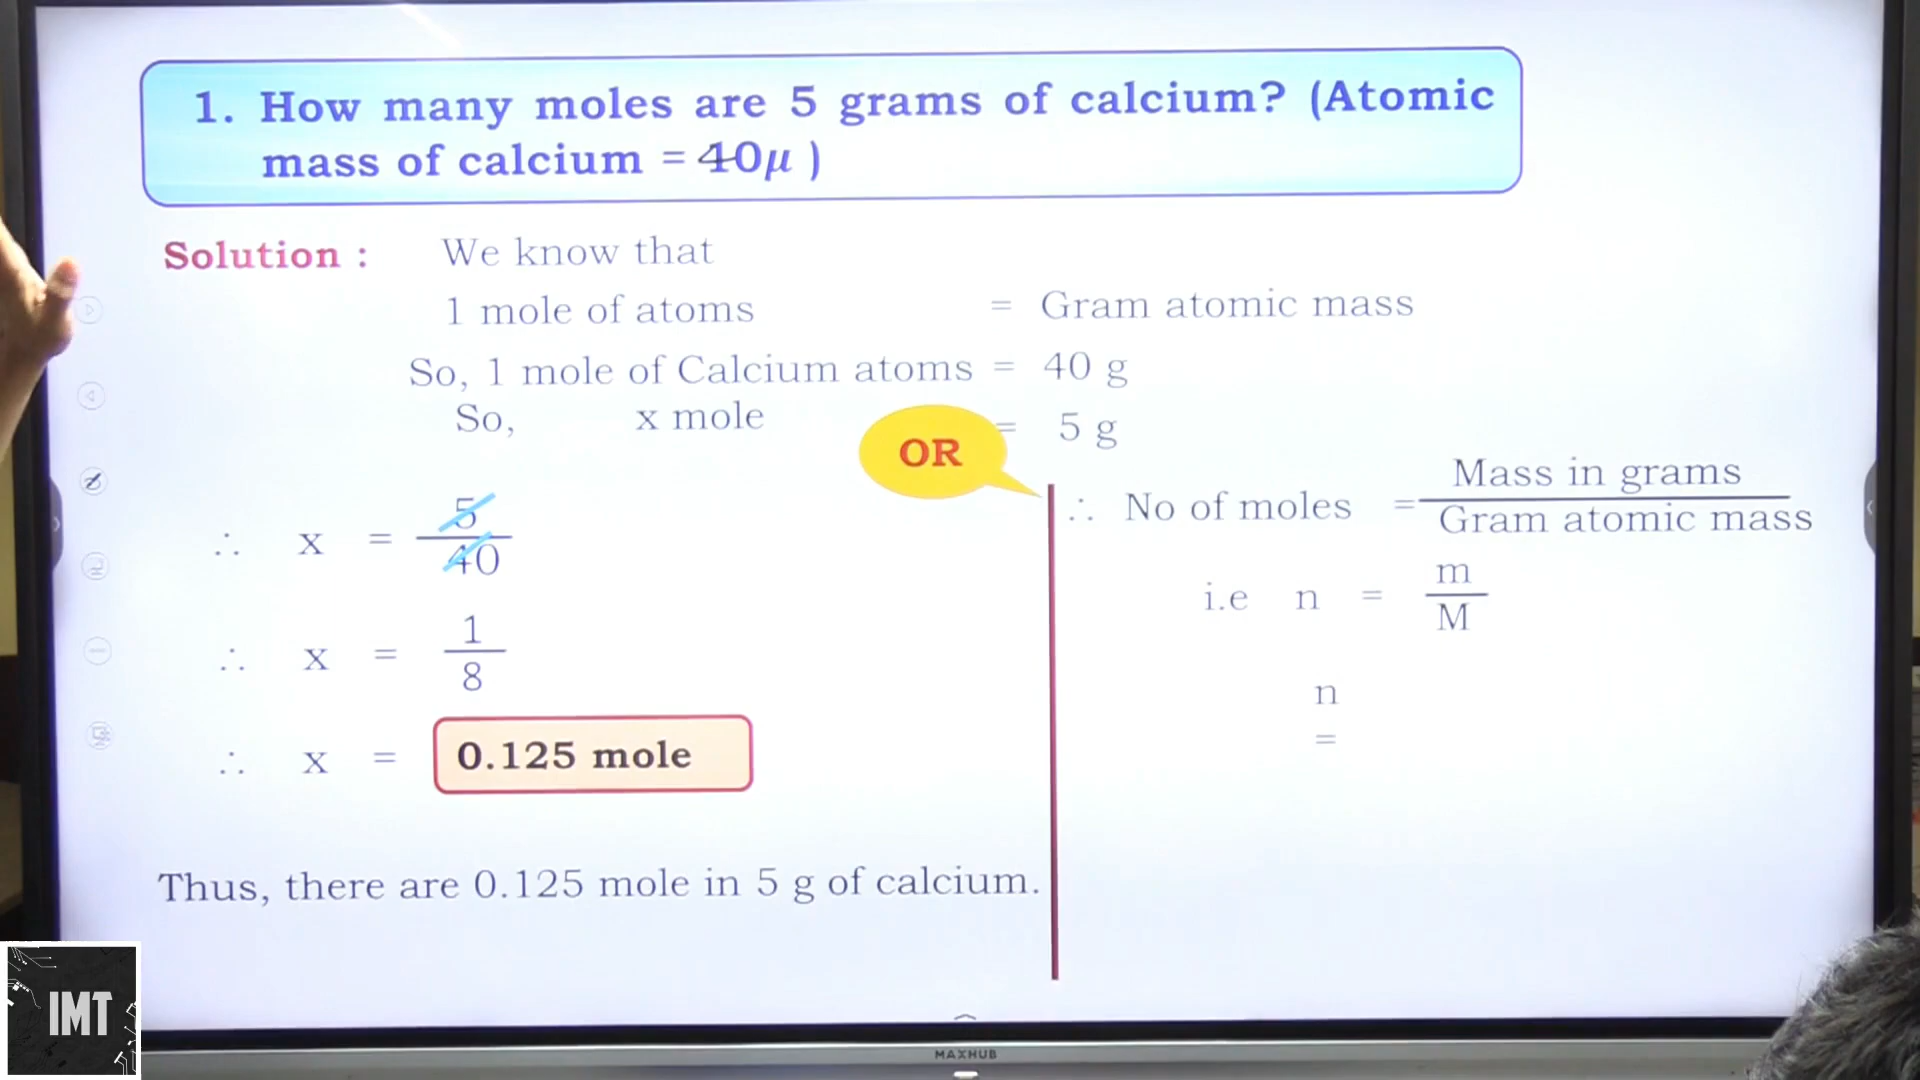 1. How many moles are 5 grams of calcium? (Atomic
mass of calcium = 40μ )
Solution : We know that
1 mole of atoms = Gram atomic mass
So, 1 mole of Calcium atoms = 40 g
So, x mole = 5 g
OR
∴ x = 5/40
∴ x = 1/8
∴ x = 0.125 mole
Thus, there are 0.125 mole in 5 g of calcium.
∴ No of moles = Mass in grams / Gram atomic mass
i.e n = m/M
n
=
IMT
MAXHUB